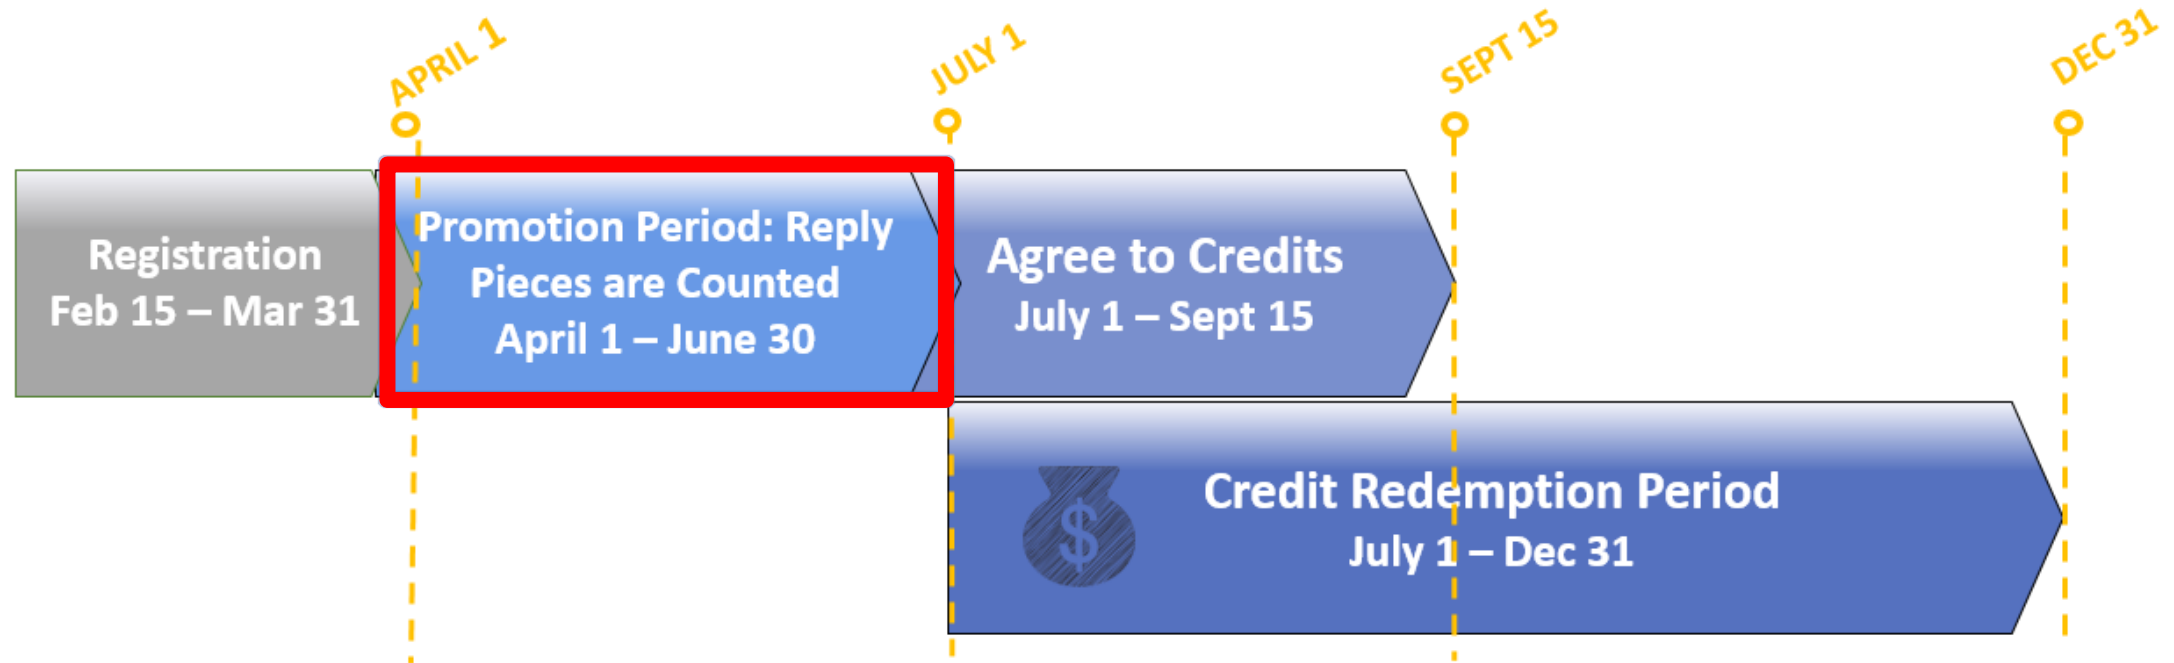 APRIL 1
JULY 1
SEPT 15
DEC 31
Registration
Feb 15 – Mar 31
Promotion Period: Reply
Pieces are Counted
April 1 – June 30
Agree to Credits
July 1 – Sept 15
$
Credit Redemption Period
July 1 – Dec 31